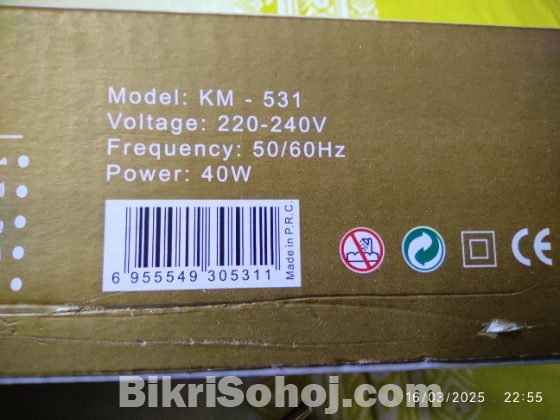 Model: KM - 531
Voltage: 220-240V
Frequency: 50/60Hz
Power: 40W
6 955549 305311
Made in P.R.C.
CE
BikriSohoj.com
16/03/2025 22:55